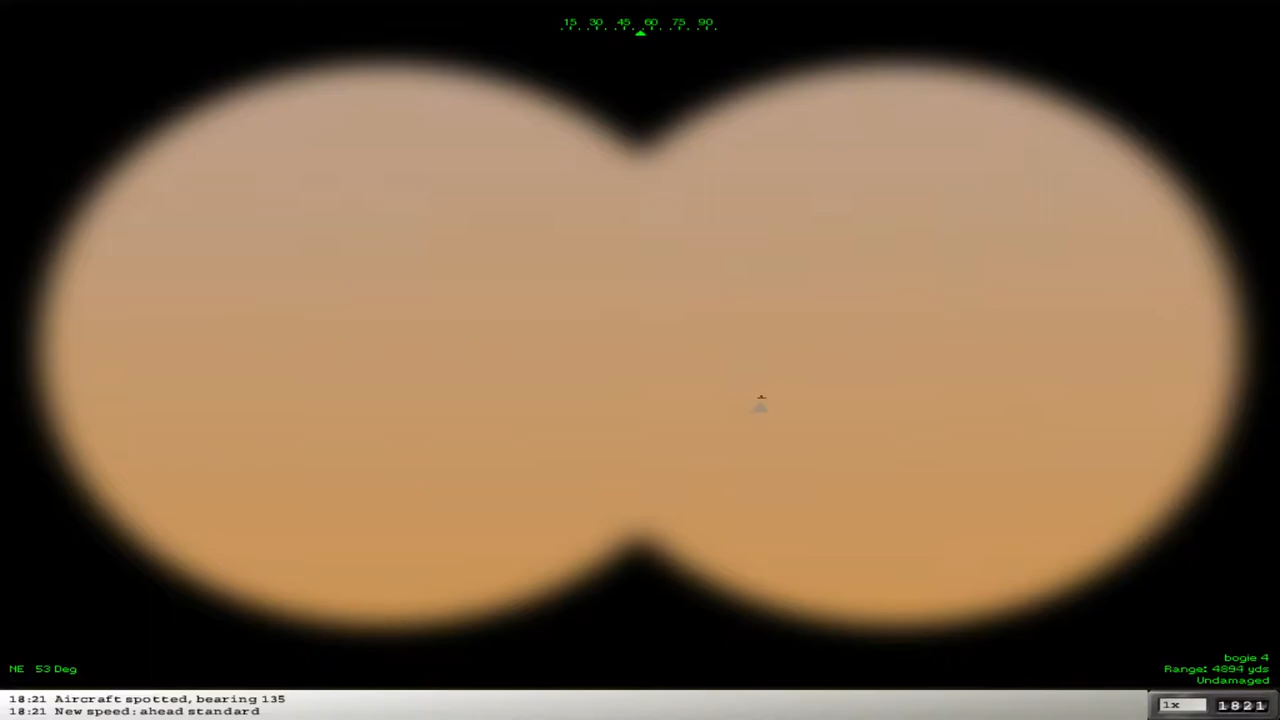 15 30 45 60 75 90
NE 53 Deg
bogie 4
Range: 4894 yds
Undamaged
18:21 Aircraft spotted, bearing 135
18:21 New speed: ahead standard
1x
1821